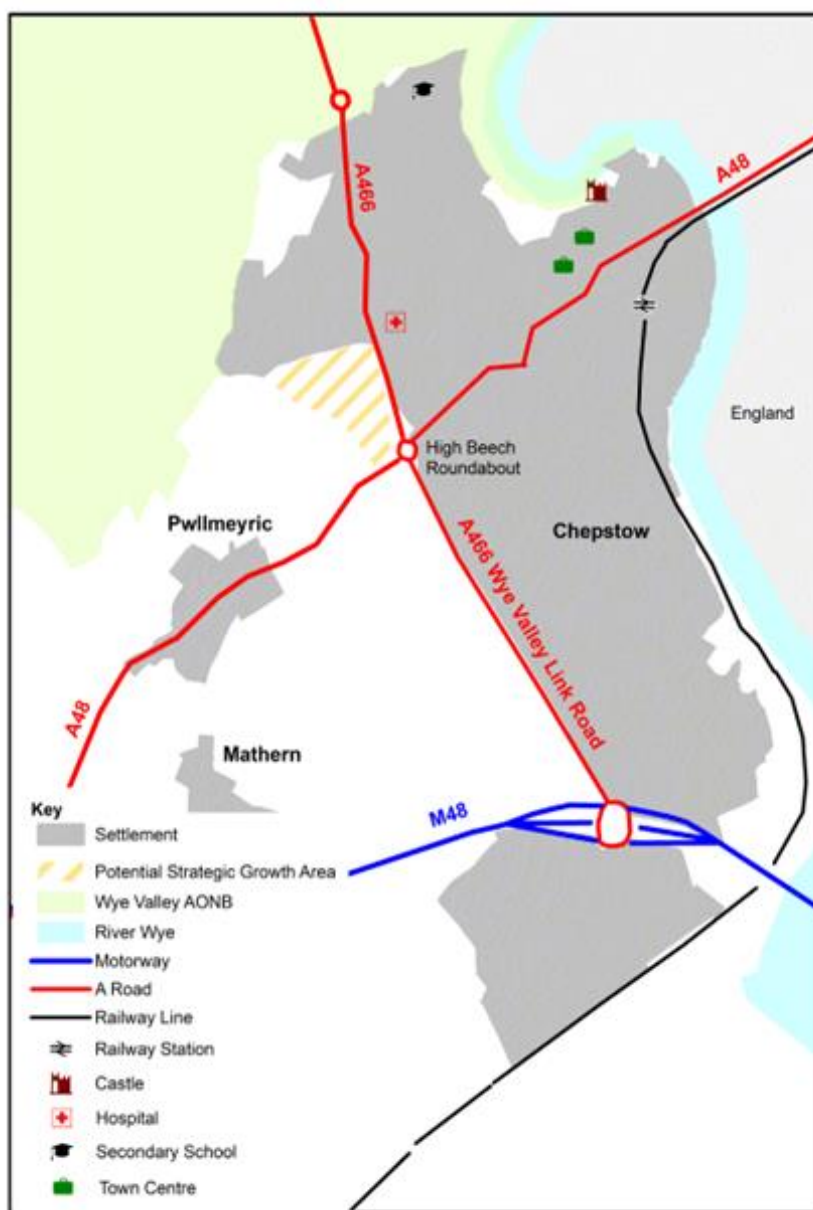 A466
A48
England
High Beech
Roundabout
Pwllmeyric
Chepstow
A466 Wye Valley Link Road
A48
Mathern
M48
Key
Settlement
Potential Strategic Growth Area
Wye Valley AONB
River Wye
Motorway
A Road
Railway Line
Railway Station
Castle
Hospital
Secondary School
Town Centre